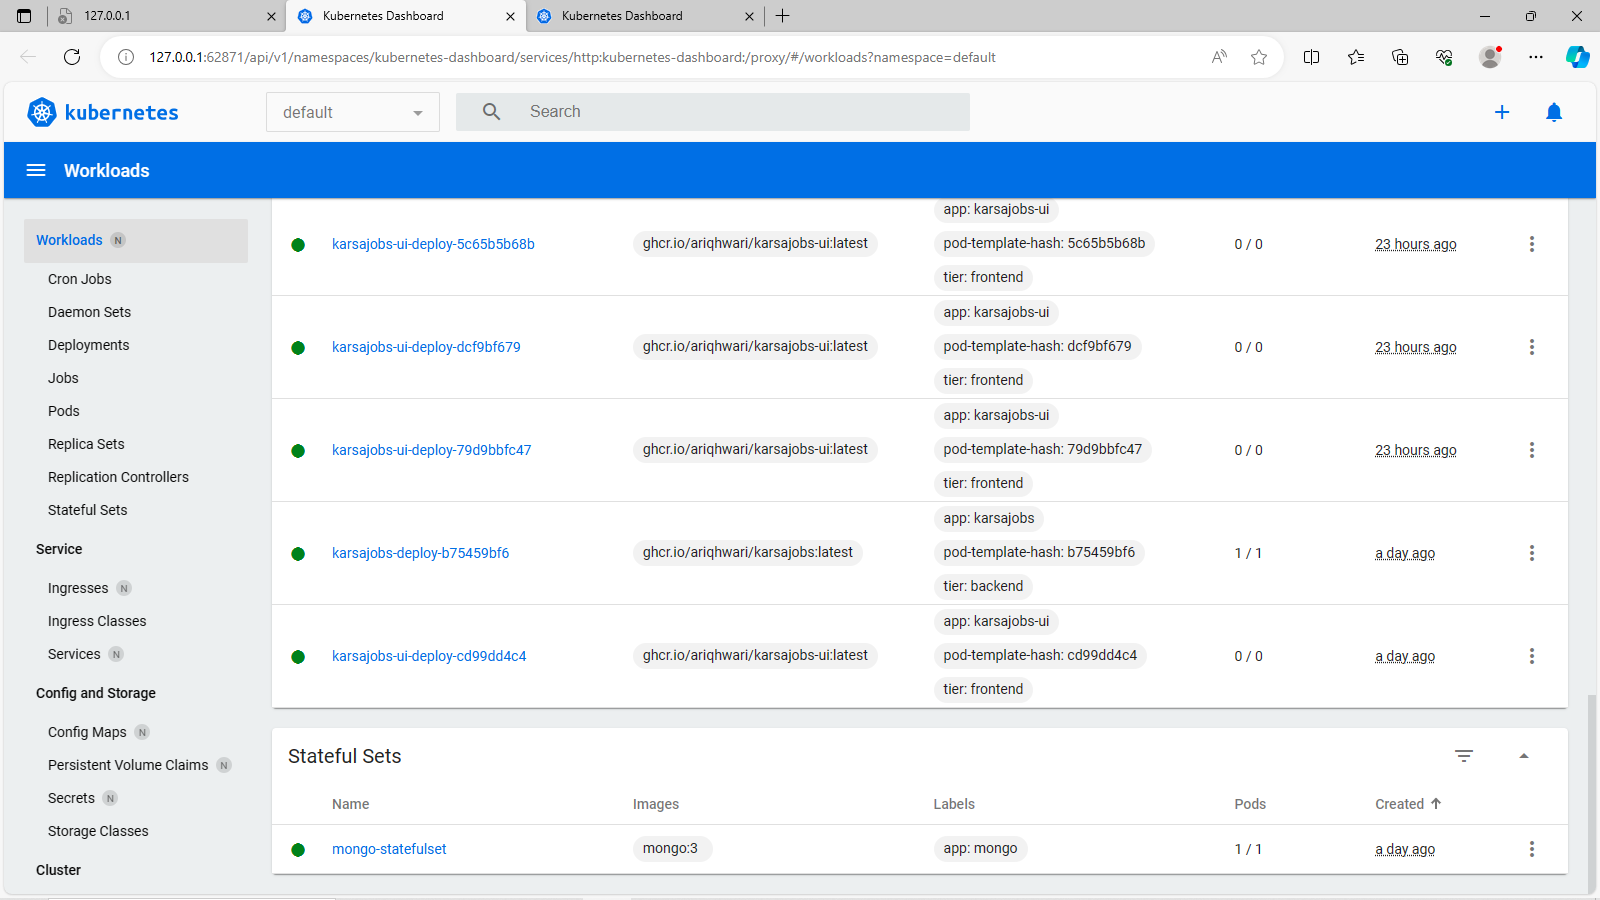 127.0.0.1
Kubernetes Dashboard
Kubernetes Dashboard
127.0.0.1:62871/api/v1/namespaces/kubernetes-dashboard/services/http:kubernetes-dashboard:/proxy/#/workloads?namespace=default
kubernetes
default
Search
Workloads
Workloads N
Cron Jobs
Daemon Sets
Deployments
Jobs
Pods
Replica Sets
Replication Controllers
Stateful Sets
Service
Ingresses N
Ingress Classes
Services N
Config and Storage
Config Maps N
Persistent Volume Claims N
Secrets N
Storage Classes
Cluster
app: karsajobs-ui
karsajobs-ui-deploy-5c65b5b68b ghcr.io/ariqhwari/karsajobs-ui:latest pod-template-hash: 5c65b5b68b 0 / 0 23 hours ago
tier: frontend
app: karsajobs-ui
karsajobs-ui-deploy-dcf9bf679 ghcr.io/ariqhwari/karsajobs-ui:latest pod-template-hash: dcf9bf679 0 / 0 23 hours ago
tier: frontend
app: karsajobs-ui
karsajobs-ui-deploy-79d9bbfc47 ghcr.io/ariqhwari/karsajobs-ui:latest pod-template-hash: 79d9bbfc47 0 / 0 23 hours ago
tier: frontend
app: karsajobs
karsajobs-deploy-b75459bf6 ghcr.io/ariqhwari/karsajobs:latest pod-template-hash: b75459bf6 1 / 1 a day ago
tier: backend
app: karsajobs-ui
karsajobs-ui-deploy-cd99dd4c4 ghcr.io/ariqhwari/karsajobs-ui:latest pod-template-hash: cd99dd4c4 0 / 0 a day ago
tier: frontend
Stateful Sets
Name Images Labels Pods Created
mongo-statefulset mongo:3 app: mongo 1 / 1 a day ago